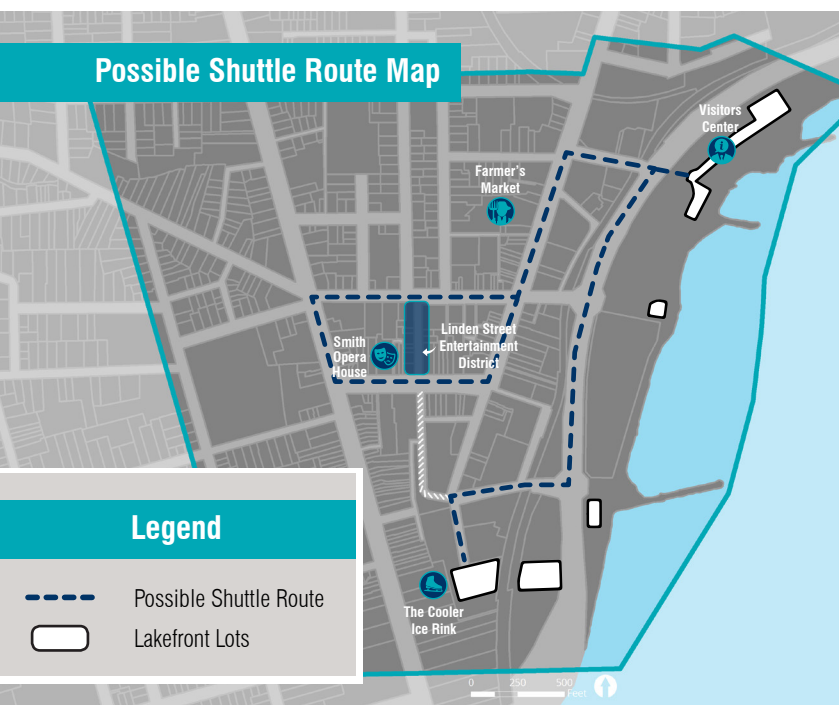 Possible Shuttle Route Map
Visitors
Center
Farmer's
Market
Smith
Opera
House
Linden Street
Entertainment
District
Legend
Possible Shuttle Route
Lakefront Lots
The Cooler
Ice Rink
0 250 500
Feet